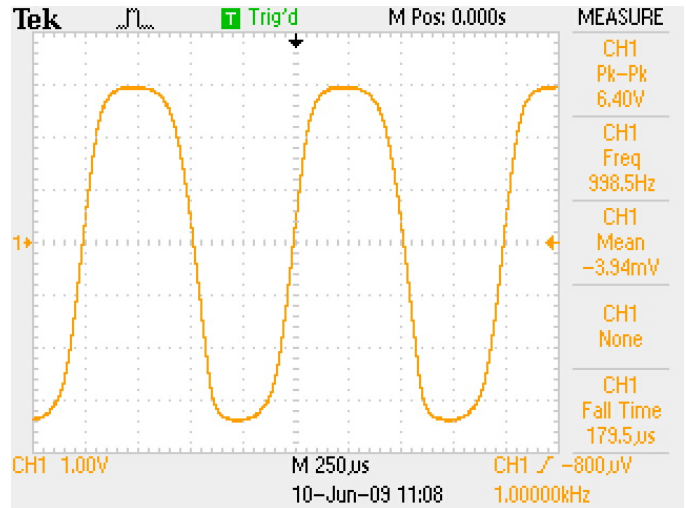 Tek Trig'd M Pos: 0.000s MEASURE
CH1
Pk-Pk
6.40V
CH1
Freq
998.5Hz
CH1
Mean
-3.94mV
CH1
None
CH1
Fall Time
179.5µs
1
CH1 1.00V M 250µs CH1 -800µV
10-Jun-09 11:08 1.00000kHz